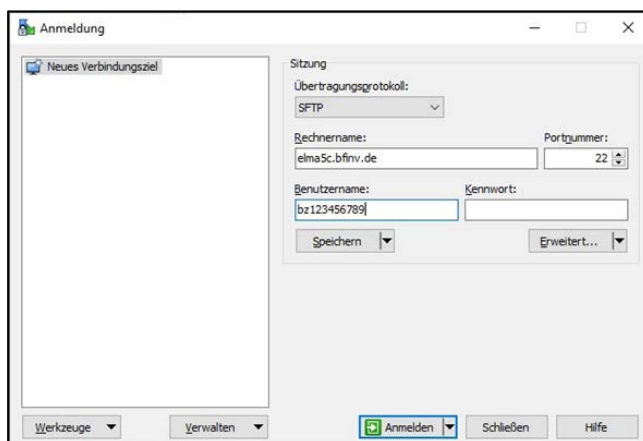 Anmeldung
Neues Verbindungsziel
Sitzung
Übertragungsprotokoll:
SFTP
Rechnername: Portnummer:
elma5c.bfinv.de 22
Benutzername: Kennwort:
bz123456789
Speichern Erweitert...
Werkzeuge Verwalten Anmelden Schließen Hilfe